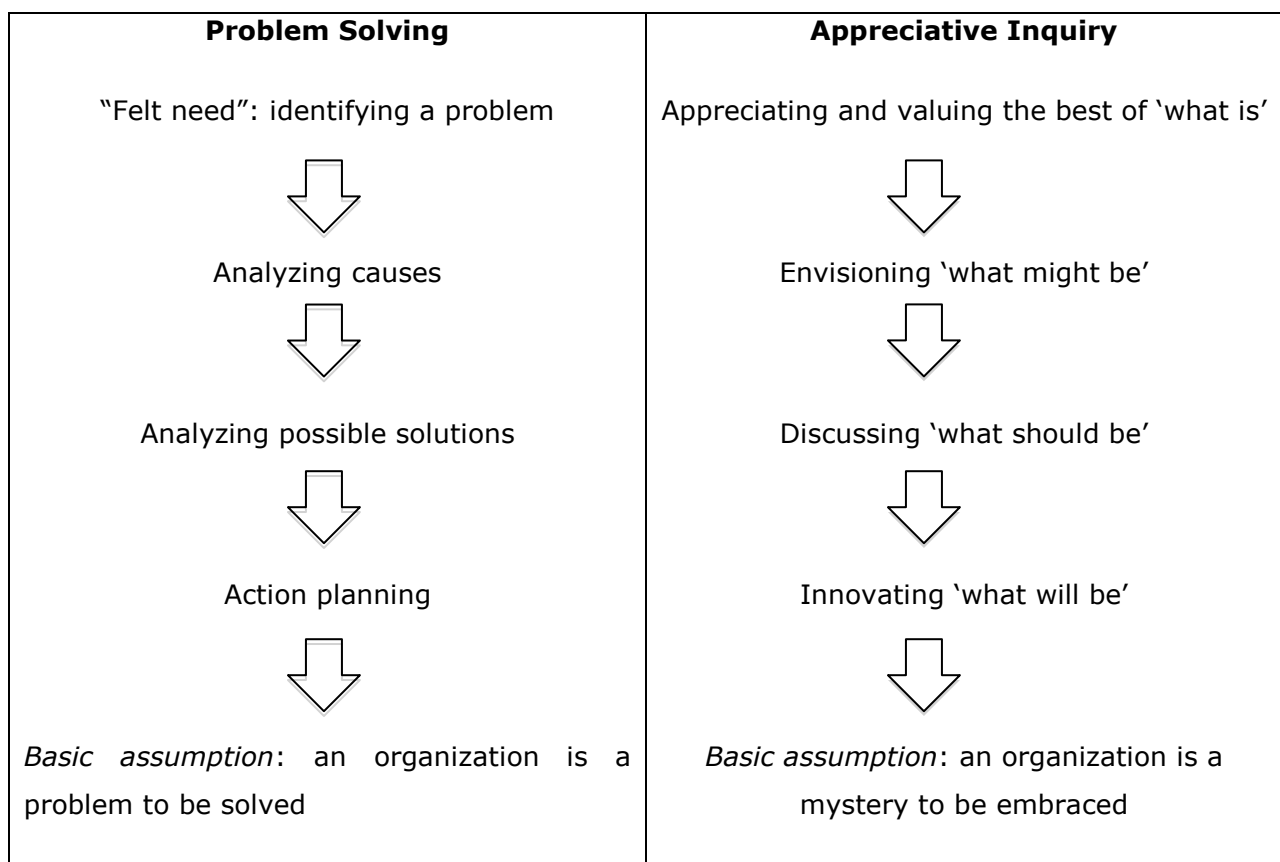 Problem Solving
“Felt need”: identifying a problem
Analyzing causes
Analyzing possible solutions
Action planning
Basic assumption: an organization is a
problem to be solved
Appreciative Inquiry
Appreciating and valuing the best of ‘what is’
Envisioning ‘what might be’
Discussing ‘what should be’
Innovating ‘what will be’
Basic assumption: an organization is a
mystery to be embraced